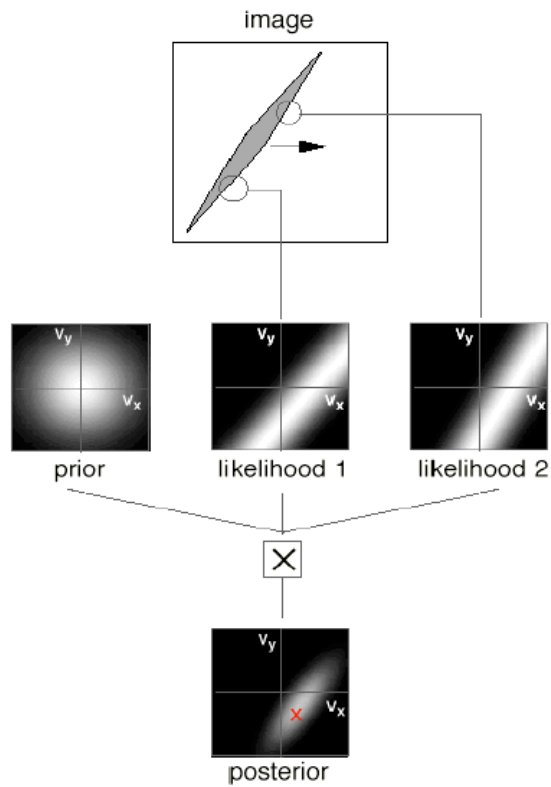 image
Vy
Vx
prior
Vy
Vx
likelihood 1
Vy
Vx
likelihood 2
X
Vy
Vx
x
posterior